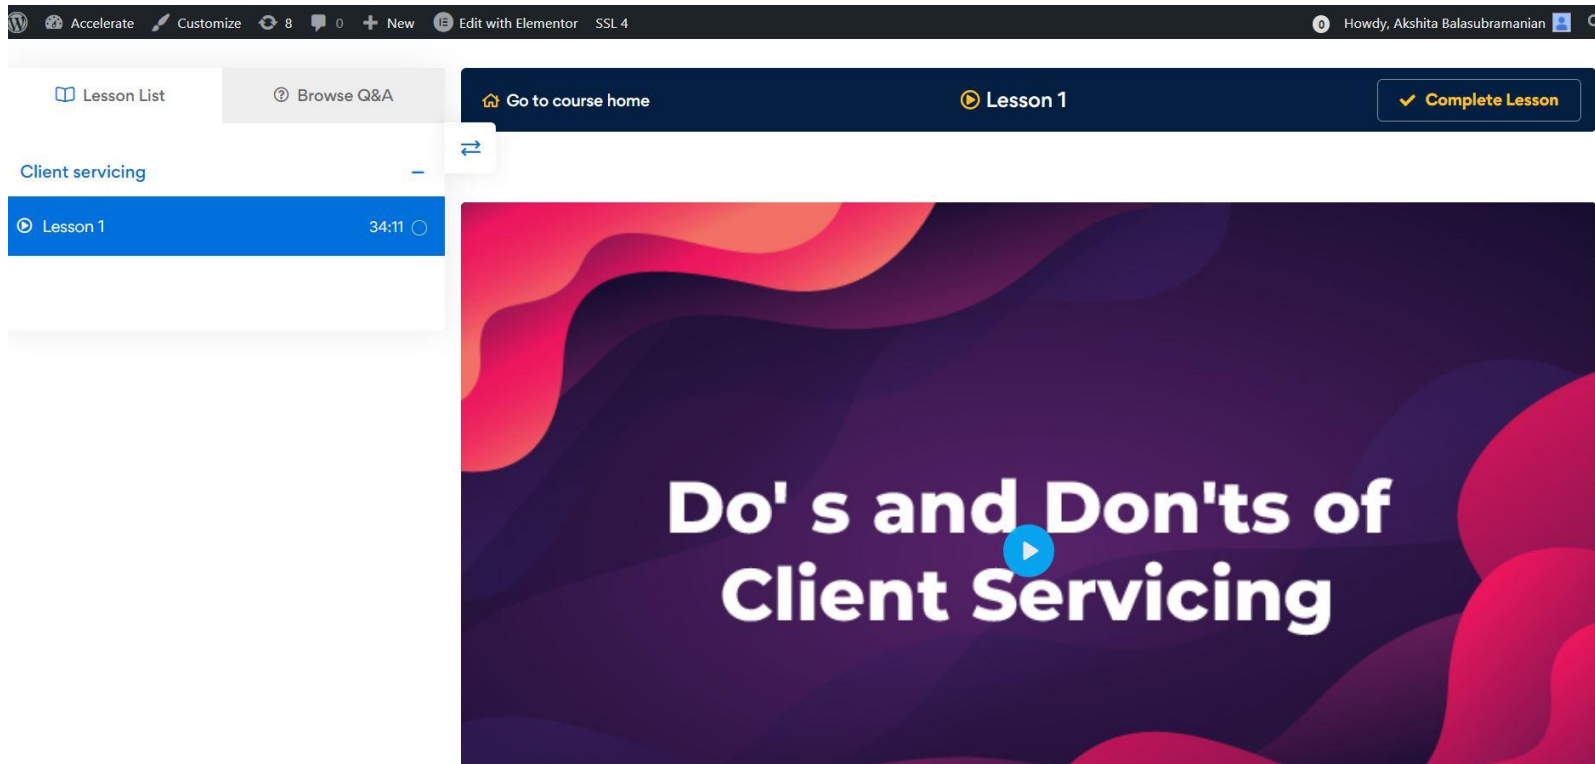 Accelerate Customize 8 0 New Edit with Elementor SSL 4 0 Howdy, Akshita Balasubramanian
Lesson List Browse Q&A
Go to course home Lesson 1 Complete Lesson
Client servicing
Lesson 1 34:11
Do' s and Don'ts of
Client Servicing